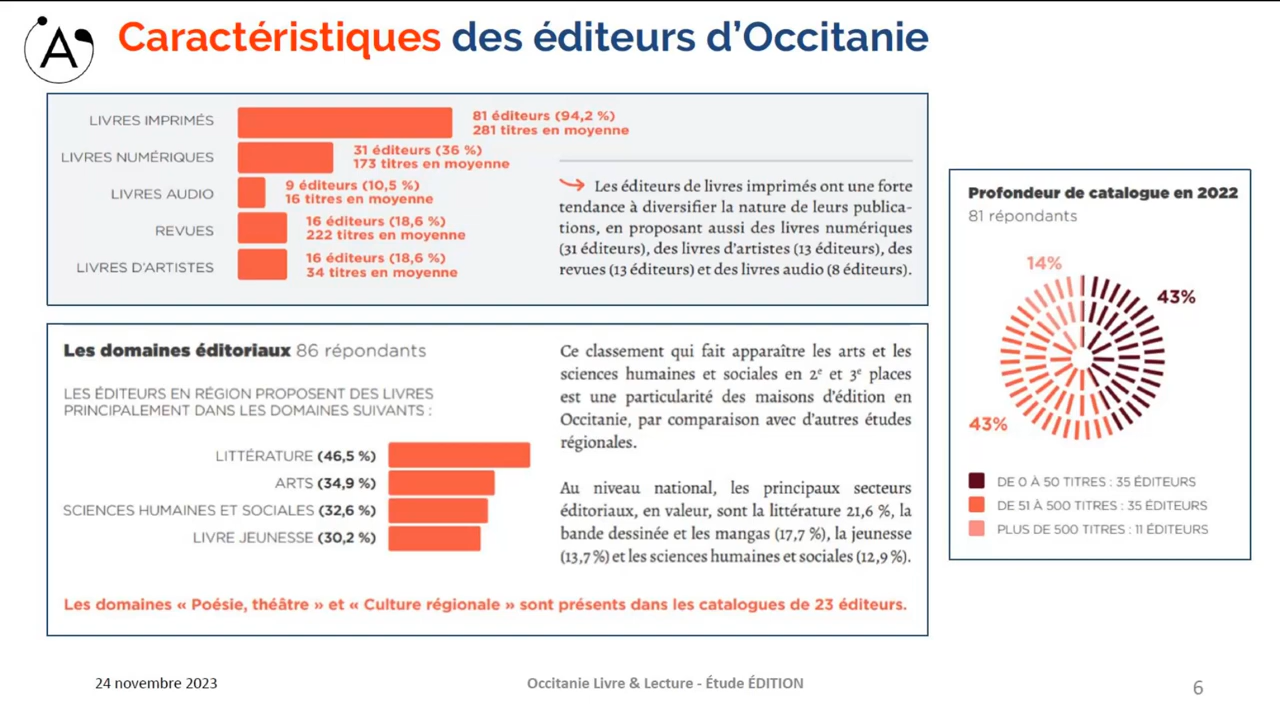 A
Caractéristiques des éditeurs d'Occitanie
LIVRES IMPRIMÉS
81 éditeurs (94,2 %)
281 titres en moyenne
LIVRES NUMÉRIQUES
31 éditeurs (36 %)
173 titres en moyenne
LIVRES AUDIO
9 éditeurs (10,5 %)
16 titres en moyenne
REVUES
16 éditeurs (18,6 %)
222 titres en moyenne
LIVRES D'ARTISTES
16 éditeurs (18,6 %)
34 titres en moyenne
Les éditeurs de livres imprimés ont une forte
tendance à diversifier la nature de leurs publica-
tions, en proposant aussi des livres numériques
(31 éditeurs), des livres d'artistes (13 éditeurs), des
revues (13 éditeurs) et des livres audio (8 éditeurs).
Les domaines éditoriaux 86 répondants
LES ÉDITEURS EN RÉGION PROPOSENT DES LIVRES
PRINCIPALEMENT DANS LES DOMAINES SUIVANTS :
LITTÉRATURE (46,5 %)
ARTS (34,9 %)
SCIENCES HUMAINES ET SOCIALES (32,6 %)
LIVRE JEUNESSE (30,2 %)
Ce classement qui fait apparaître les arts et les
sciences humaines et sociales en 2e et 3e places
est une particularité des maisons d'édition en
Occitanie, par comparaison avec d'autres études
régionales.
Au niveau national, les principaux secteurs
éditoriaux, en valeur, sont la littérature 21,6 %, la
bande dessinée et les mangas (17,7 %), la jeunesse
(13,7 %) et les sciences humaines et sociales (12,9 %).
Les domaines « Poésie, théâtre » et « Culture régionale » sont présents dans les catalogues de 23 éditeurs.
Profondeur de catalogue en 2022
81 répondants
14%
43%
43%
DE 0 À 50 TITRES : 35 ÉDITEURS
DE 51 À 500 TITRES : 35 ÉDITEURS
PLUS DE 500 TITRES : 11 ÉDITEURS
24 novembre 2023
Occitanie Livre & Lecture - Étude ÉDITION
6